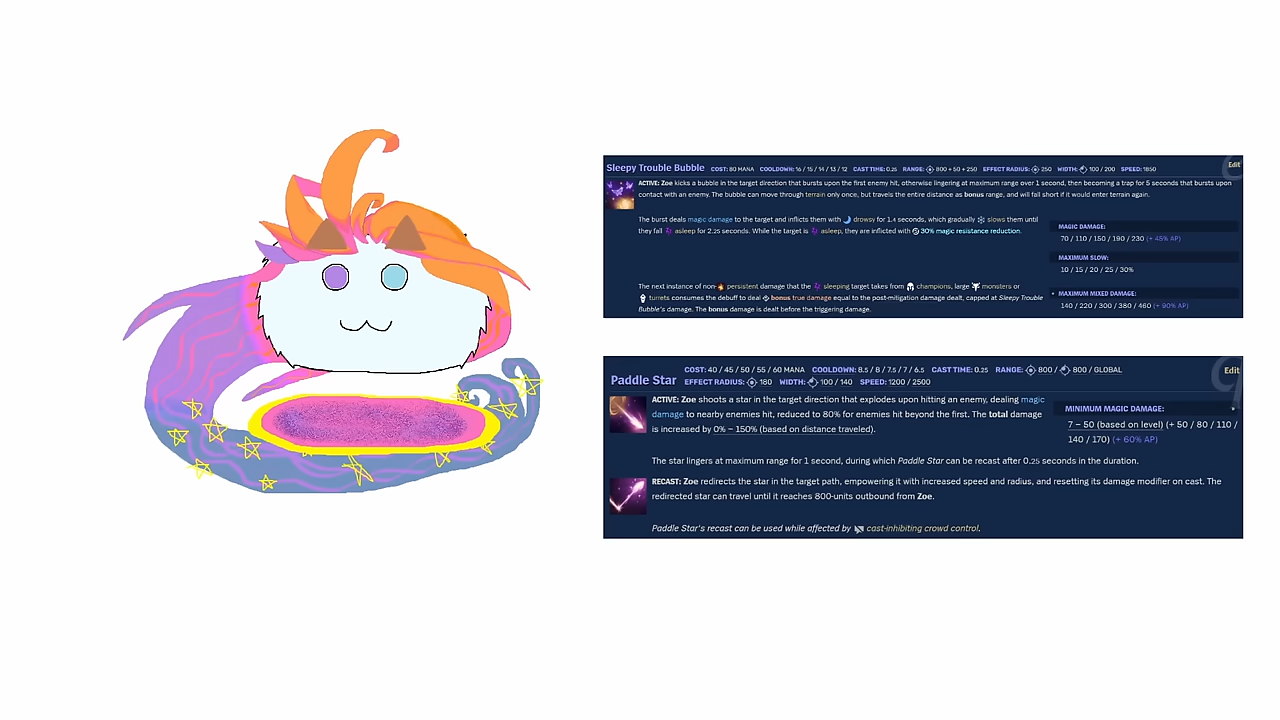 Sleepy Trouble Bubble COST: 80 MANA COOLDOWN: 16 / 15 / 14 / 13 / 12 CAST TIME: 0.25 RANGE: 800 + 50 + 250 EFFECT RADIUS: 250 WIDTH: 100 / 200 SPEED: 1850 Edit
ACTIVE: Zoe kicks a bubble in the target direction that bursts upon the first enemy hit, otherwise lingering at maximum range over 1 second, then becoming a trap for 5 seconds that bursts upon
contact with an enemy. The bubble can move through terrain only once, but travels the entire distance as bonus range, and will fall short if it would enter terrain again.
The burst deals magic damage to the target and inflicts them with drowsy for 1.4 seconds, which gradually slows them until
they fall asleep for 2.25 seconds. While the target is asleep, they are inflicted with 30% magic resistance reduction.
MAGIC DAMAGE:
70 / 110 / 150 / 190 / 230 (+ 45% AP)
MAXIMUM SLOW:
10 / 15 / 20 / 25 / 30%
The next instance of non- persistent damage that the sleeping target takes from champions, large monsters or
turrets consumes the debuff to deal bonus true damage equal to the post-mitigation damage dealt, capped at Sleepy Trouble
Bubble's damage. The bonus damage is dealt before the triggering damage.
MAXIMUM MIXED DAMAGE:
140 / 220 / 300 / 380 / 460 (+ 90% AP)
Paddle Star COST: 40 / 45 / 50 / 55 / 60 MANA COOLDOWN: 8.5 / 8 / 7.5 / 7 / 6.5 CAST TIME: 0.25 RANGE: 800 / 800 / GLOBAL Edit
EFFECT RADIUS: 180 WIDTH: 100 / 140 SPEED: 1200 / 2500
ACTIVE: Zoe shoots a star in the target direction that explodes upon hitting an enemy, dealing magic
damage to nearby enemies hit, reduced to 80% for enemies hit beyond the first. The total damage
is increased by 0% – 150% (based on distance traveled).
MINIMUM MAGIC DAMAGE:
7 – 50 (based on level) (+ 50 / 80 / 110 /
140 / 170) (+ 60% AP)
The star lingers at maximum range for 1 second, during which Paddle Star can be recast after 0.25 seconds in the duration.
RECAST: Zoe redirects the star in the target path, empowering it with increased speed and radius, and resetting its damage modifier on cast. The
redirected star can travel until it reaches 800-units outbound from Zoe.
Paddle Star's recast can be used while affected by cast-inhibiting crowd control.